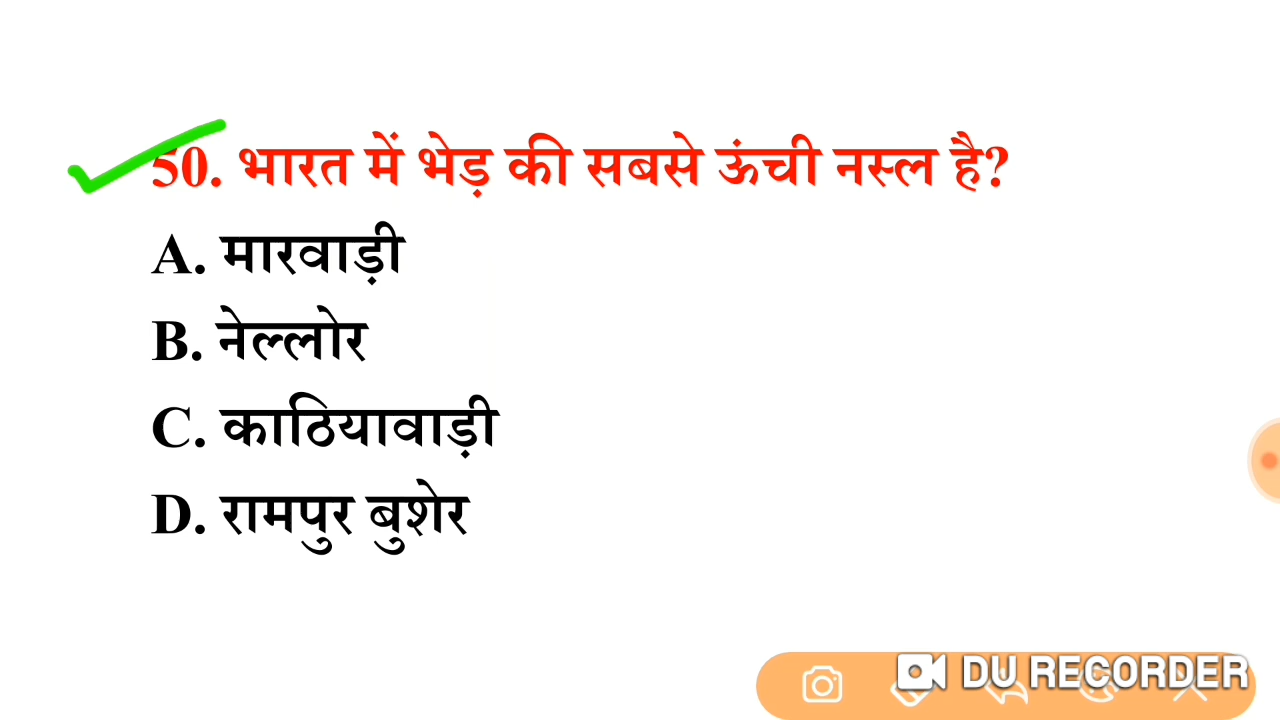 50. भारत में भेड़ की सबसे ऊंची नस्ल है?
A. मारवाड़ी
B. नेल्लोर
C. काठियावाड़ी
D. रामपुर बुशेर
DU RECORDER